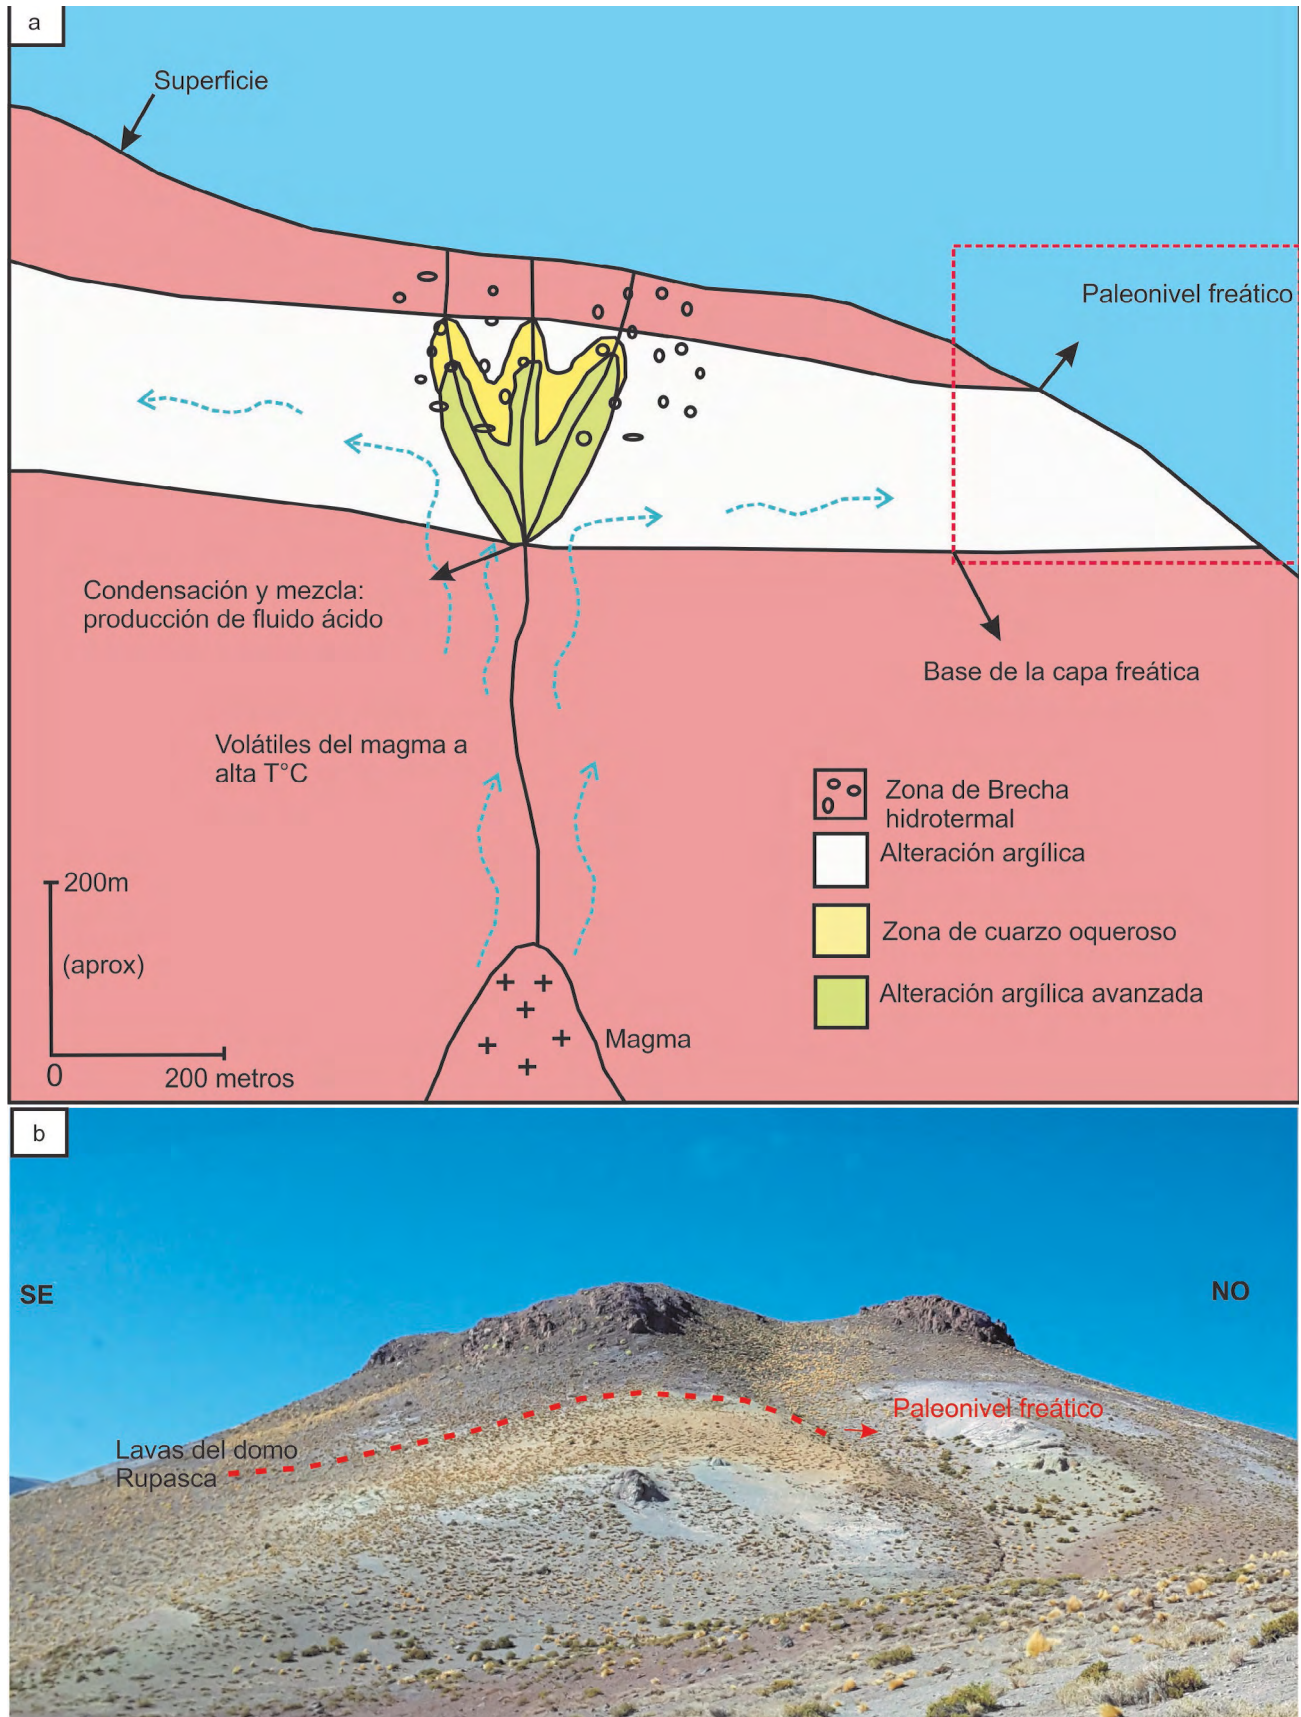 a
Superficie
Paleonivel freático
Condensación y mezcla:
producción de fluido ácido
Base de la capa freática
Volátiles del magma a
alta T°C
Zona de Brecha
hidrotermal
Alteración argílica
200m
Zona de cuarzo oqueroso
(aprox)
Alteración argílica avanzada
Magma
0
200 metros
b
SE
NO
Paleonivel freático
Lavas del domo
Rupasca